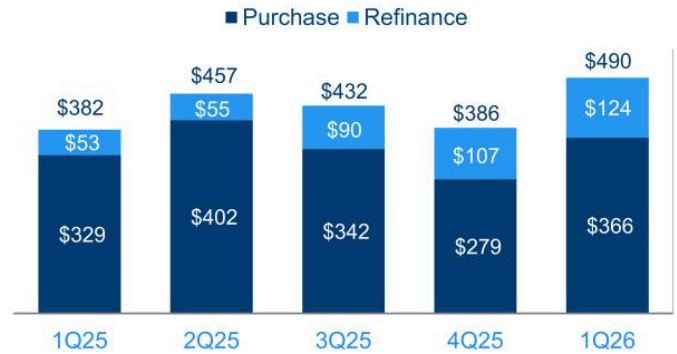 Purchase Refinance
$382 $457 $432 $386 $490
$53 $55 $90 $107 $124
$329 $402 $342 $279 $366
1Q25 2Q25 3Q25 4Q25 1Q26